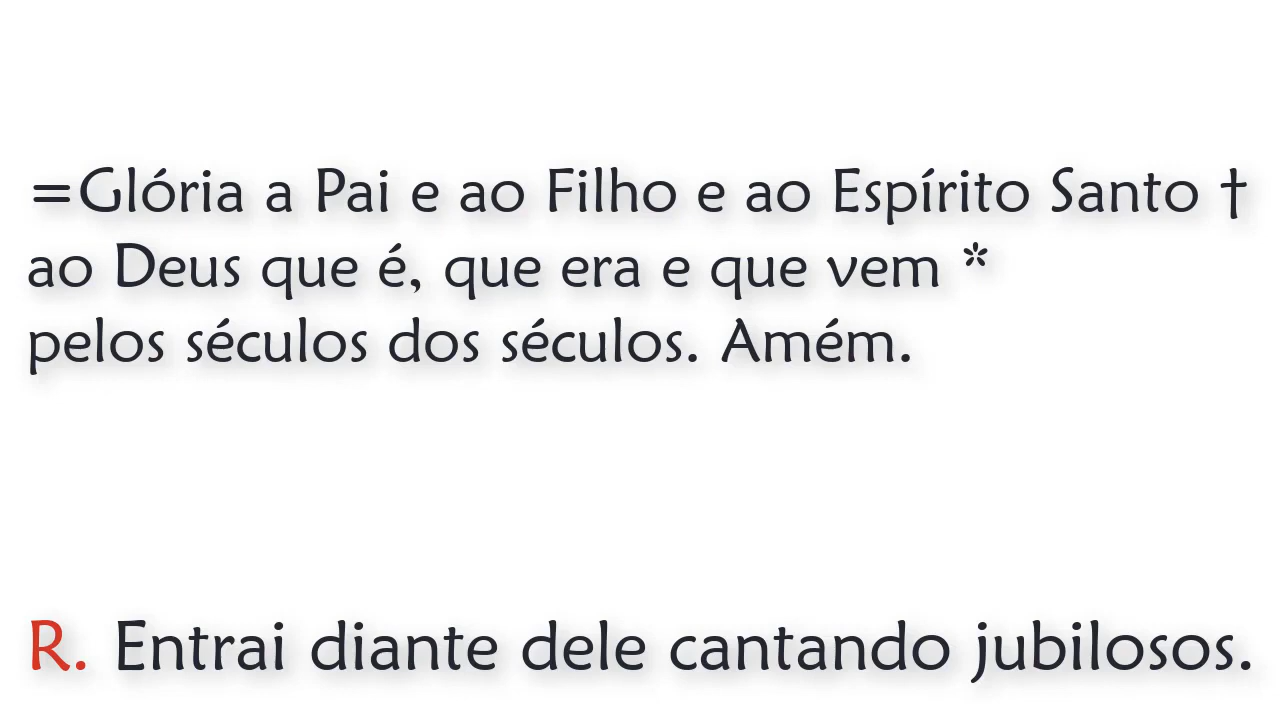 =Glória a Pai e ao Filho e ao Espírito Santo †
ao Deus que é, que era e que vem *
pelos séculos dos séculos. Amém.
R. Entrai diante dele cantando jubilosos.